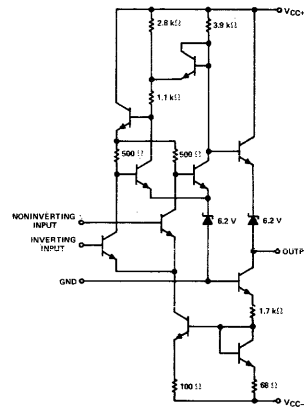 VCC+
2.8 kΩ
3.9 kΩ
1.1 kΩ
500 Ω
500 Ω
6.2 V
6.2 V
NONINVERTING
INPUT
INVERTING
INPUT
OUTP
GND
1.7 kΩ
100 Ω
68 Ω
VCC−